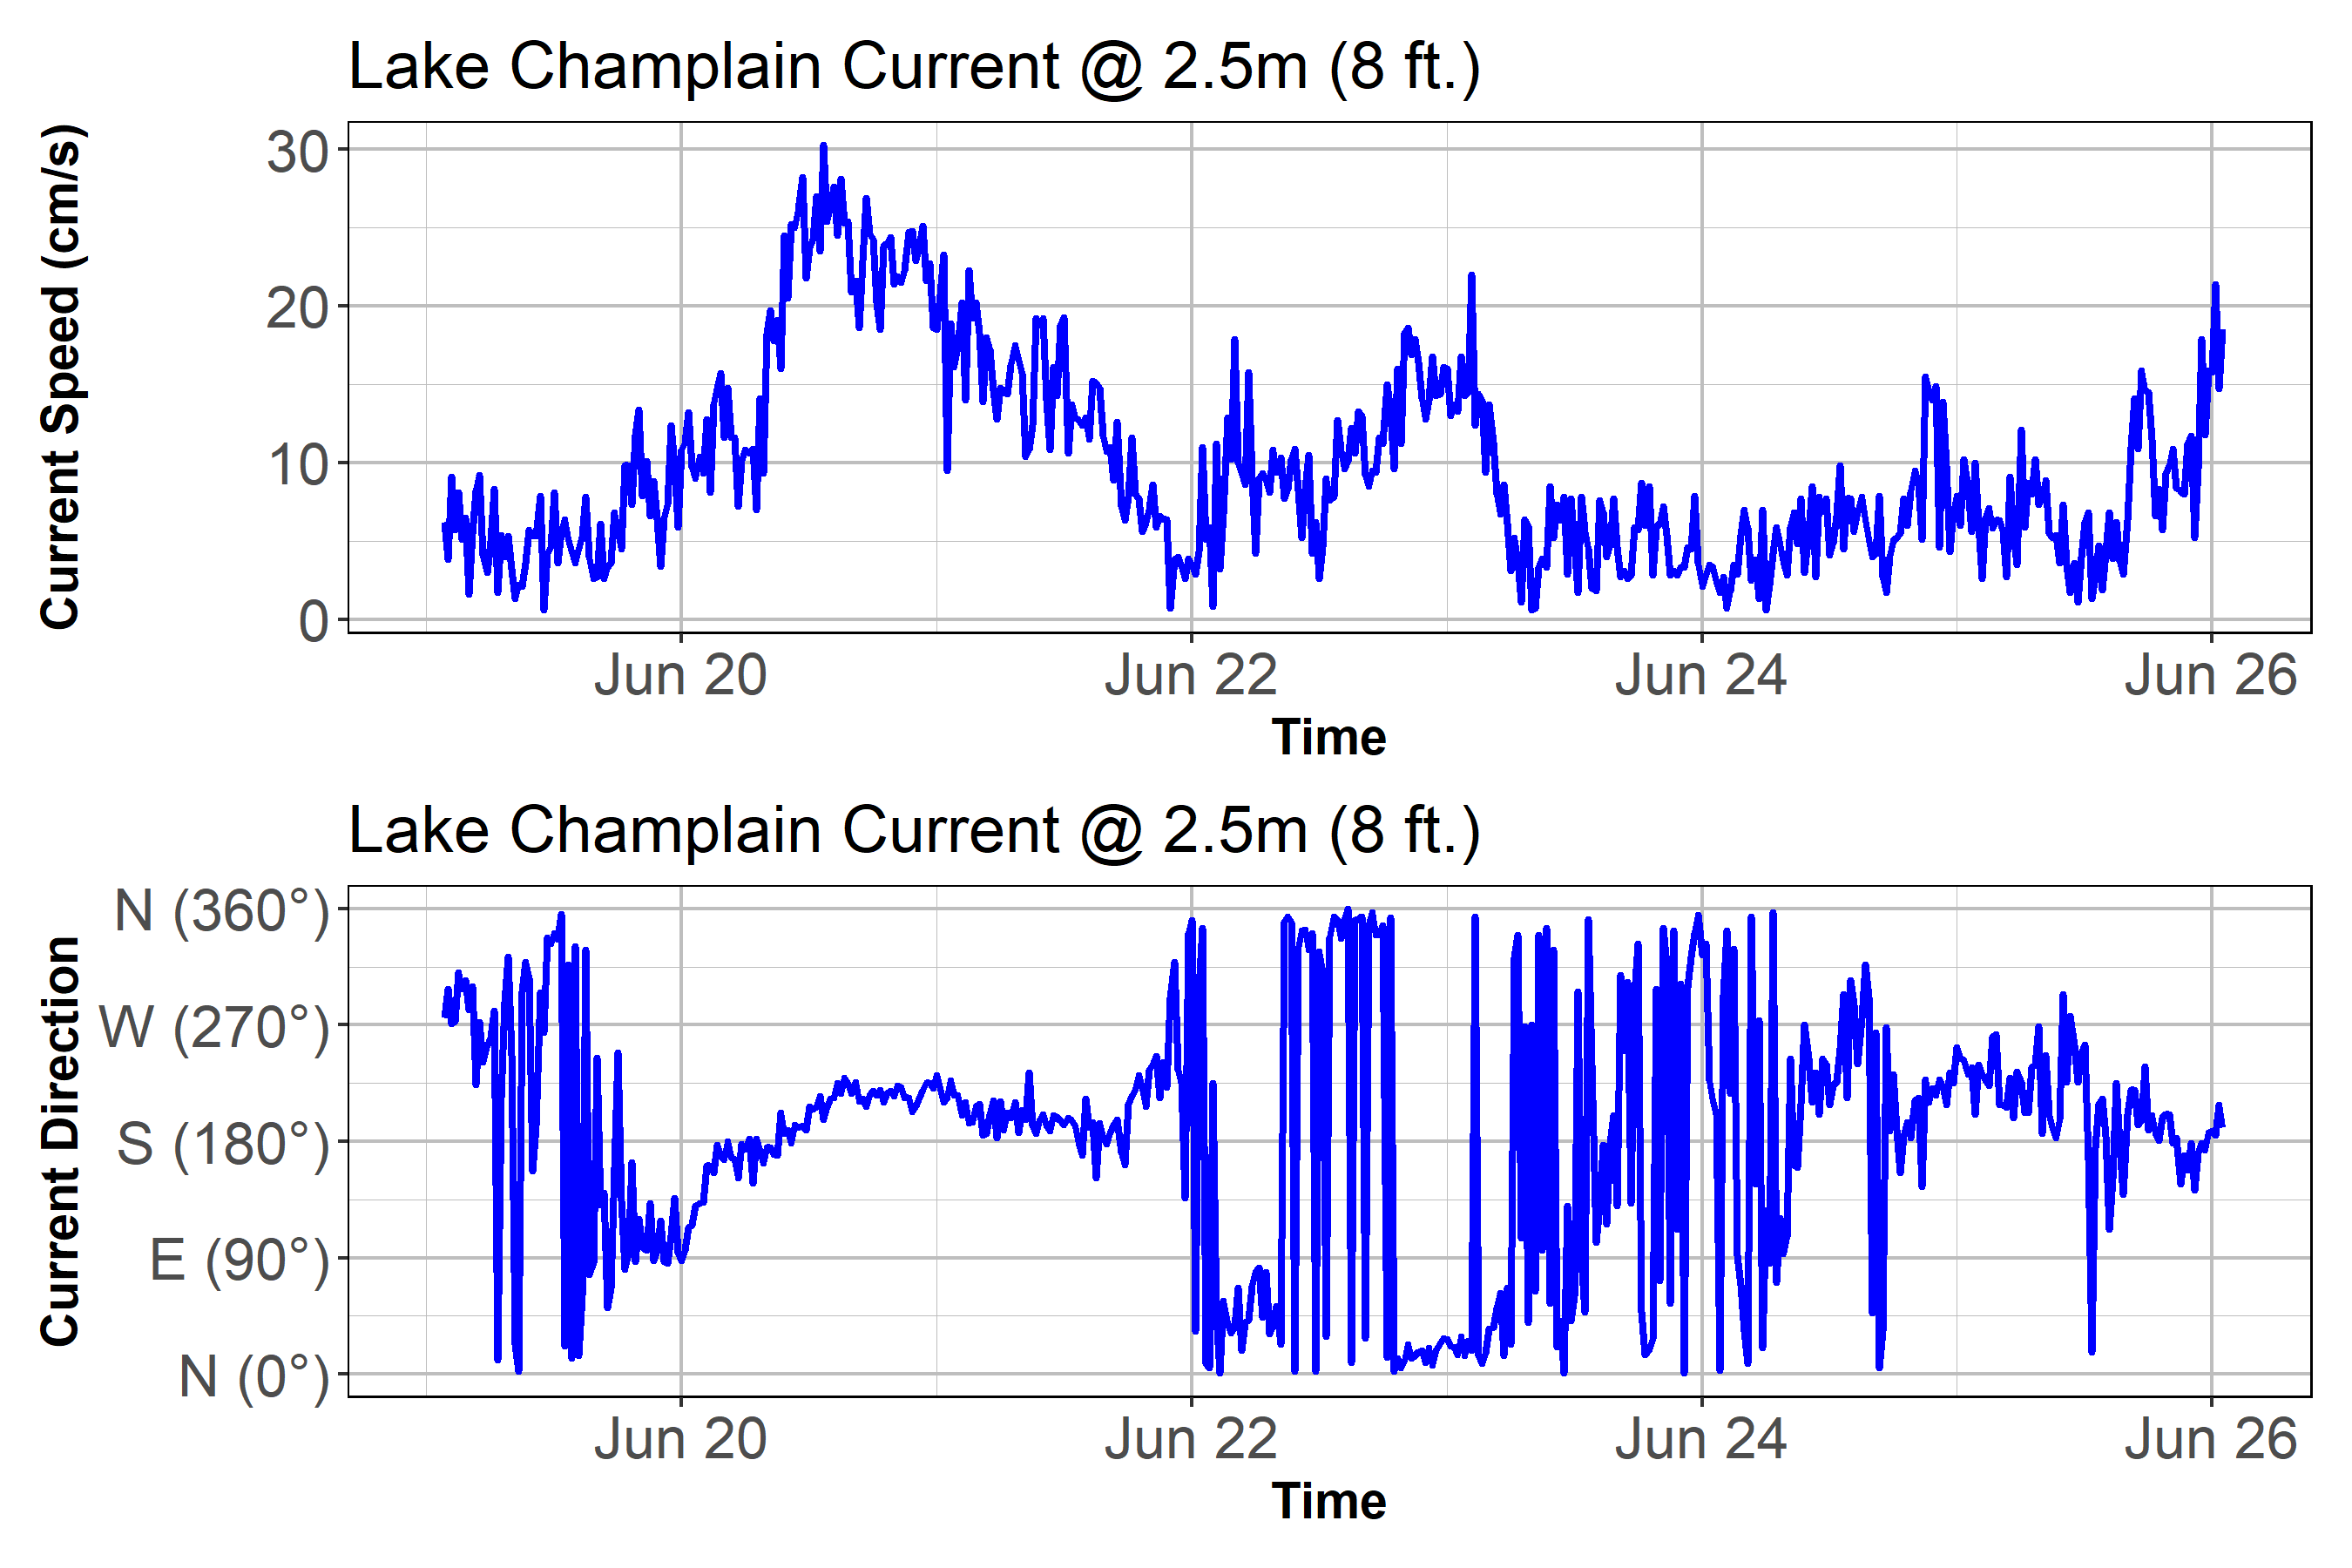 Lake Champlain Current @ 2.5m (8 ft.)
Current Speed (cm/s)
30
20
10
0
Jun 20 Jun 22 Jun 24 Jun 26
Time
Lake Champlain Current @ 2.5m (8 ft.)
Current Direction
N (360°)
W (270°)
S (180°)
E (90°)
N (0°)
Jun 20 Jun 22 Jun 24 Jun 26
Time